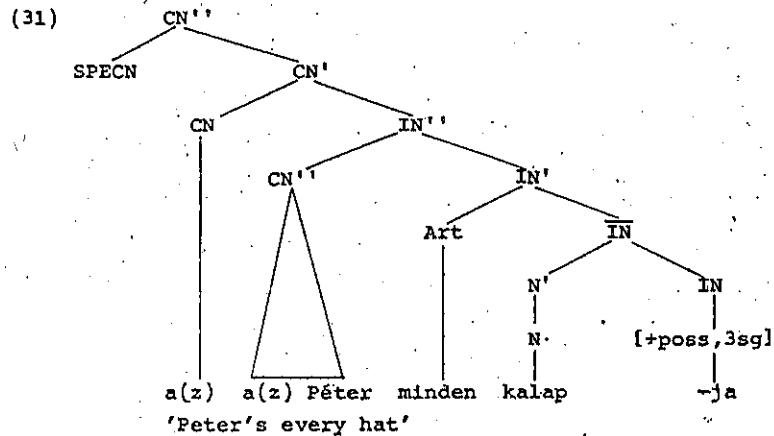 (31) CN''
SPECN CN'
CN IN''
CN'' IN'
Art I̅N̅
N' IN
N [+poss,3sg]
a(z) a(z) Péter minden kalap -ja
'Peter's every hat'